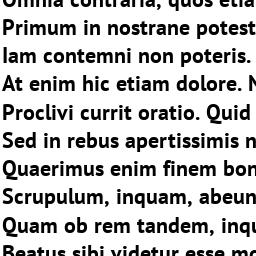 Omnia contraria, quos etia
Primum in nostrane potest
Iam contemni non poteris.
At enim hic etiam dolore. N
Proclivi currit oratio. Quid
Sed in rebus apertissimis n
Quaerimus enim finem bon
Scrupulum, inquam, abeun
Quam ob rem tandem, inqu
Beatus sibi videtur esse mo